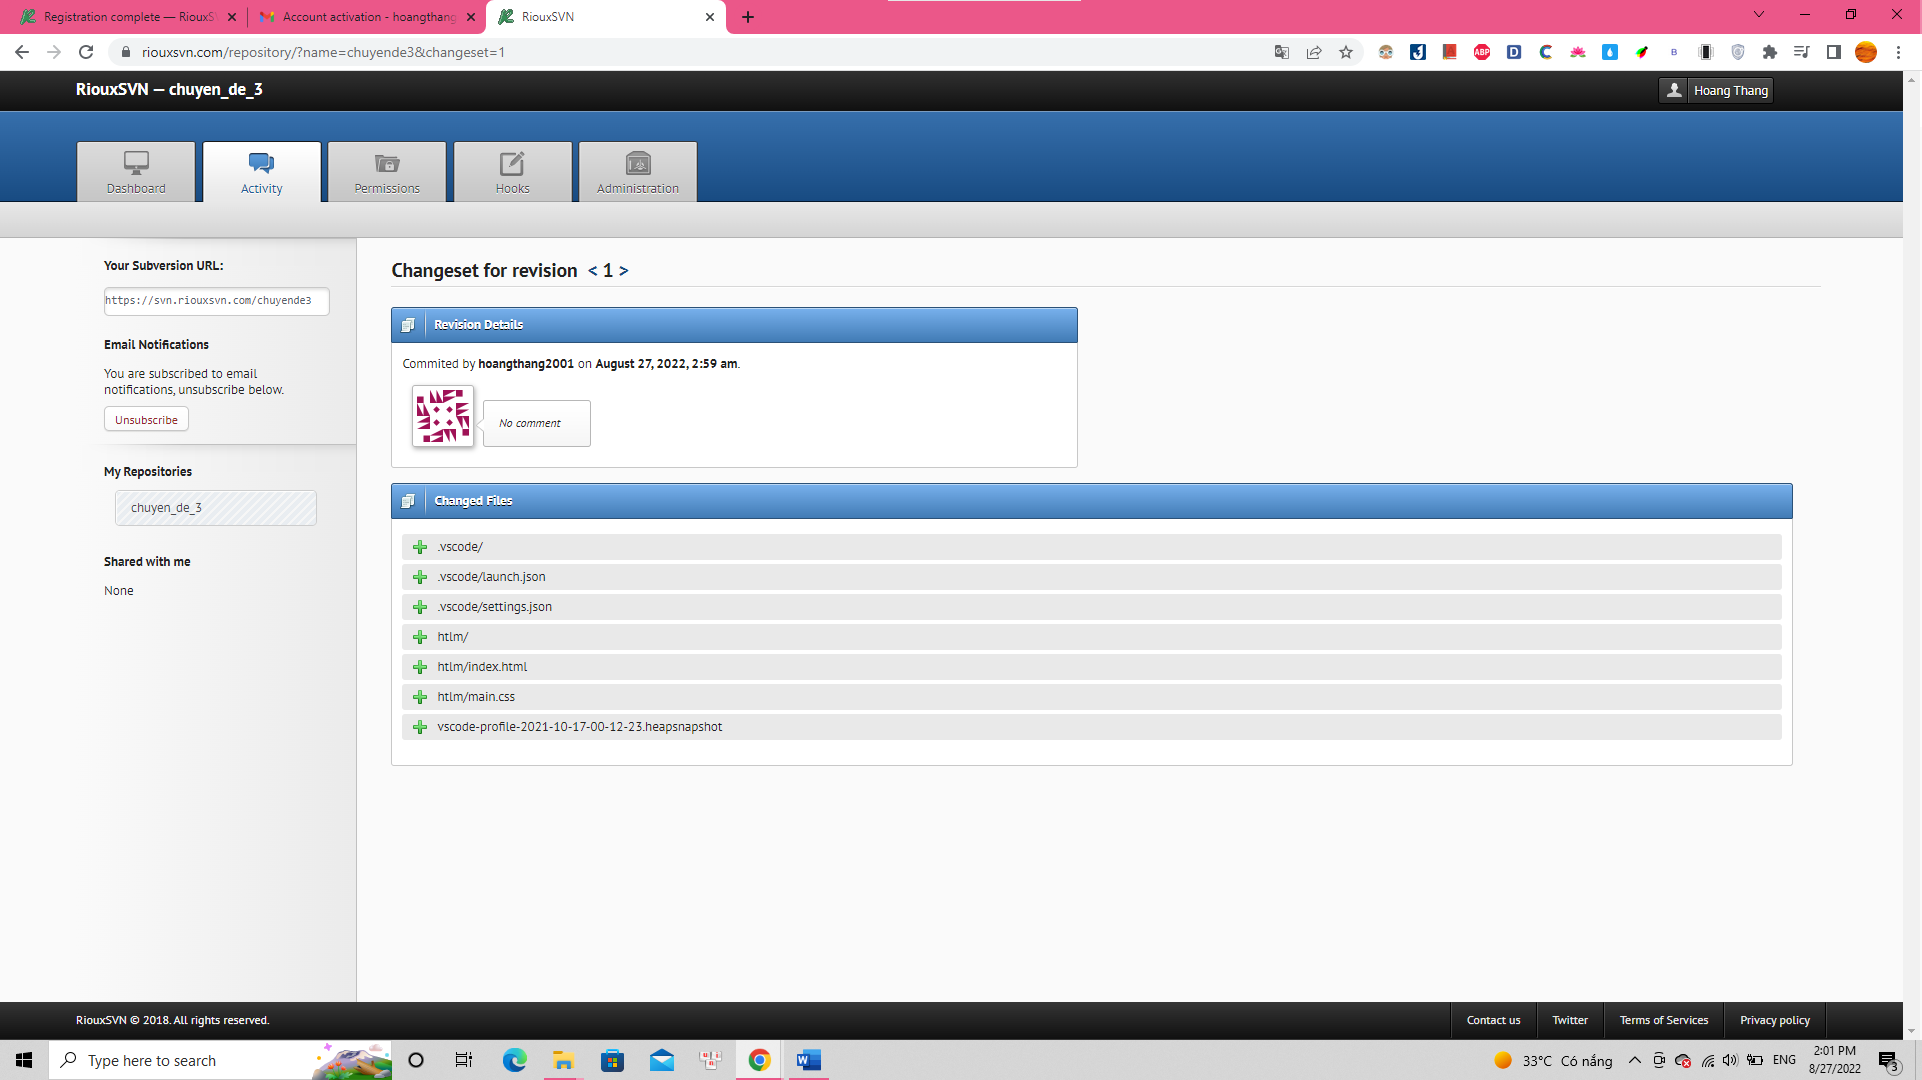 Registration complete — RiouxS
Account activation - hoangthang
RiouxSVN
riouxsvn.com/repository/?name=chuyende3&changeset=1
RiouxSVN — chuyen_de_3
Hoang Thang
Dashboard
Activity
Permissions
Hooks
Administration
Your Subversion URL:
https://svn.riouxsvn.com/chuyende3
Email Notifications
You are subscribed to email
notifications, unsubscribe below.
Unsubscribe
My Repositories
chuyen_de_3
Shared with me
None
Changeset for revision < 1 >
Revision Details
Commited by hoangthang2001 on August 27, 2022, 2:59 am.
No comment
Changed Files
.vscode/
.vscode/launch.json
.vscode/settings.json
htlm/
htlm/index.html
htlm/main.css
vscode-profile-2021-10-17-00-12-23.heapsnapshot
RiouxSVN © 2018. All rights reserved.
Contact us
Twitter
Terms of Services
Privacy policy
Type here to search
33°C Có nắng
ENG
2:01 PM
8/27/2022
3